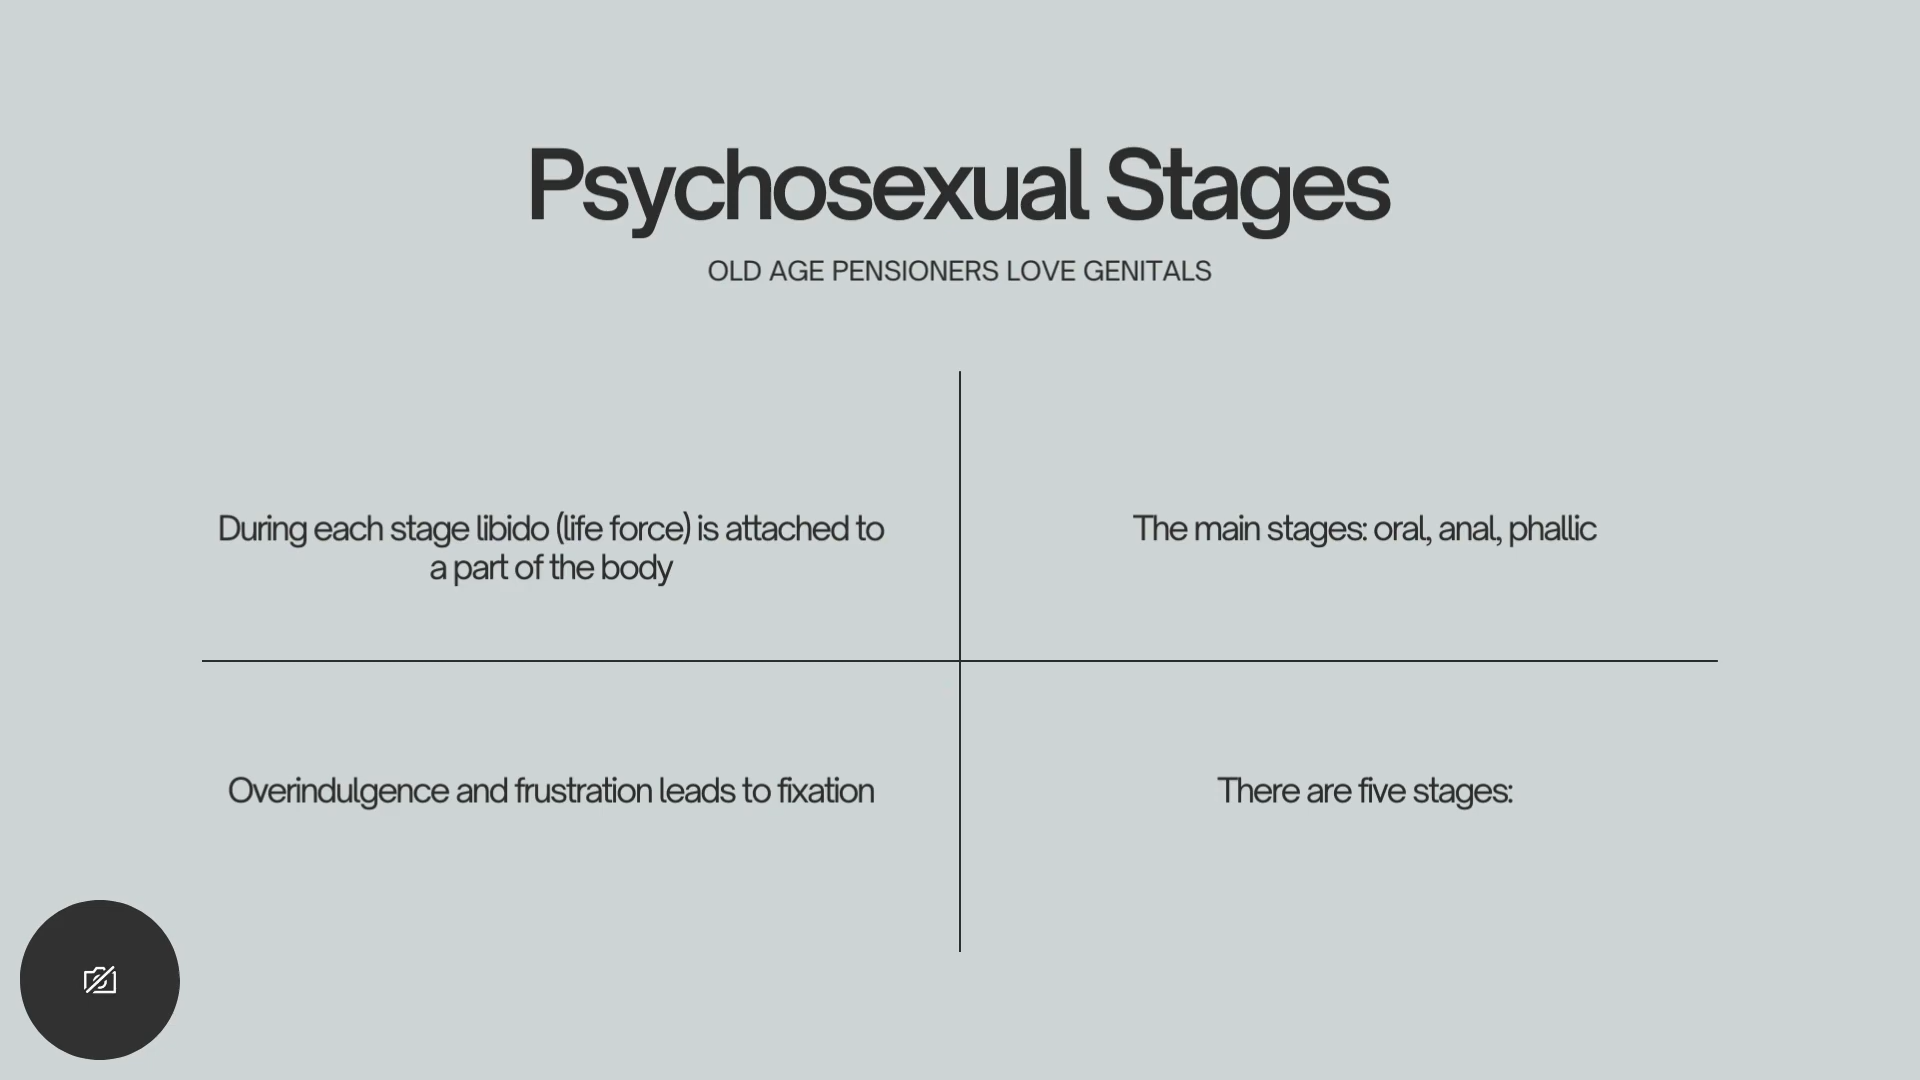 Psychosexual Stages
OLD AGE PENSIONERS LOVE GENITALS
During each stage libido (life force) is attached to
a part of the body
The main stages: oral, anal, phallic
Overindulgence and frustration leads to fixation
There are five stages: